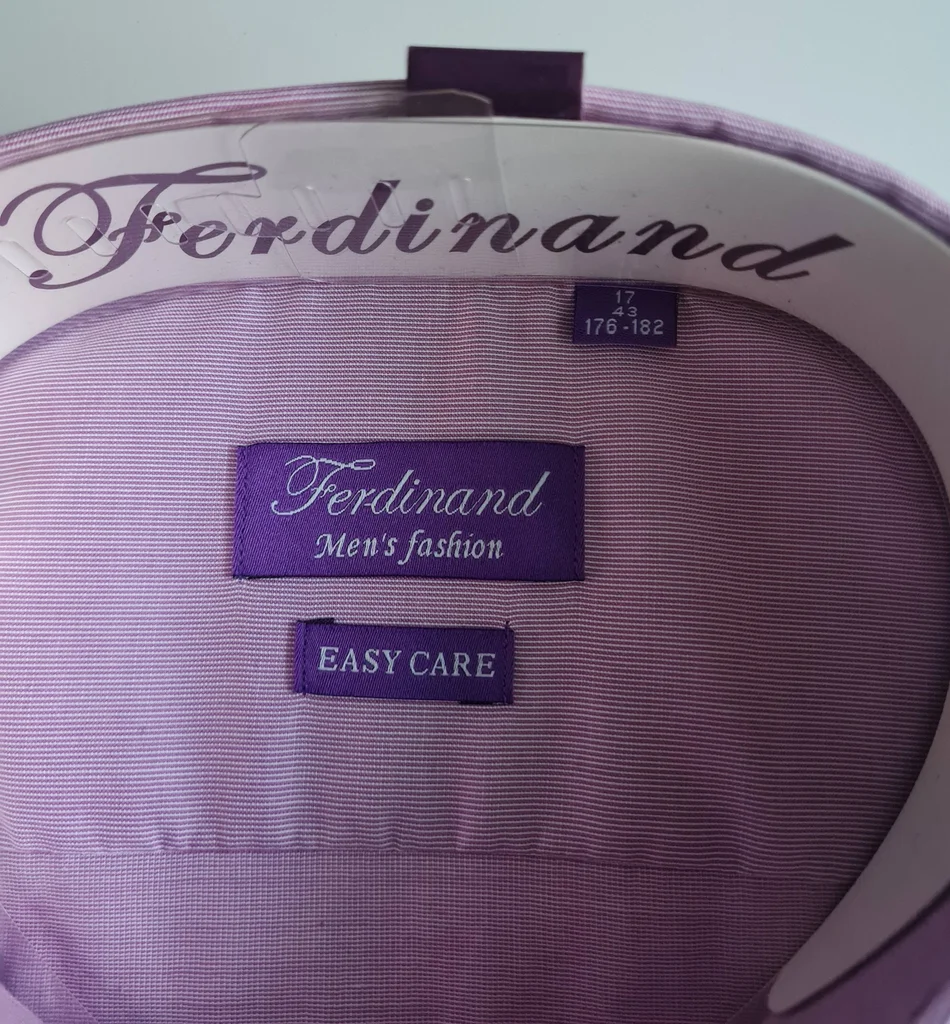 Ferdinand
17
43
176-182
Ferdinand
Men's fashion
EASY CARE